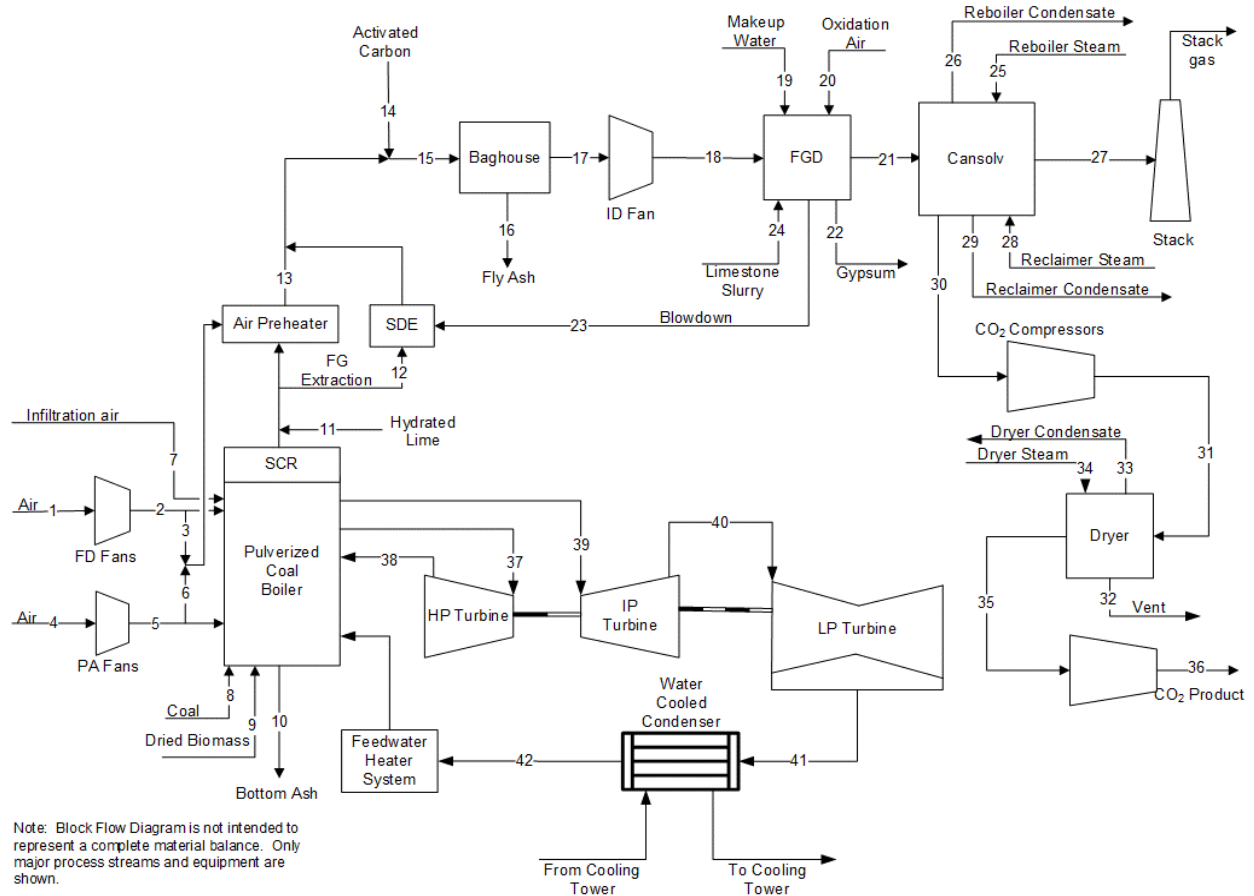 Activated
Carbon
Makeup
Water
Oxidation
Air
Reboiler Condensate
Reboiler Steam
Stack
gas
26
25
19
20
14
15
Baghouse
17
18
FGD
21
Cansolv
27
ID Fan
16
24
22
29
28
Stack
Fly Ash
Limestone
Slurry
Gypsum
Reclaimer Steam
30
Reclaimer Condensate
13
Air Preheater
SDE
23
Blowdown
CO2 Compressors
FG
Extraction
12
Infiltration air
11
Hydrated
Lime
7
SCR
Dryer Condensate
Dryer Steam
34
33
31
Air
1
2
3
FD Fans
Pulverized
Coal
Boiler
39
40
37
38
Dryer
6
HP Turbine
IP
Turbine
LP Turbine
35
32
Vent
Air
4
5
PA Fans
8
Coal
9
10
Dried Biomass
Water
Cooled
Condenser
36
CO2 Product
Feedwater
Heater
System
42
41
Bottom Ash
Note: Block Flow Diagram is not intended to
represent a complete material balance. Only
major process streams and equipment are
shown.
From Cooling
Tower
To Cooling
Tower